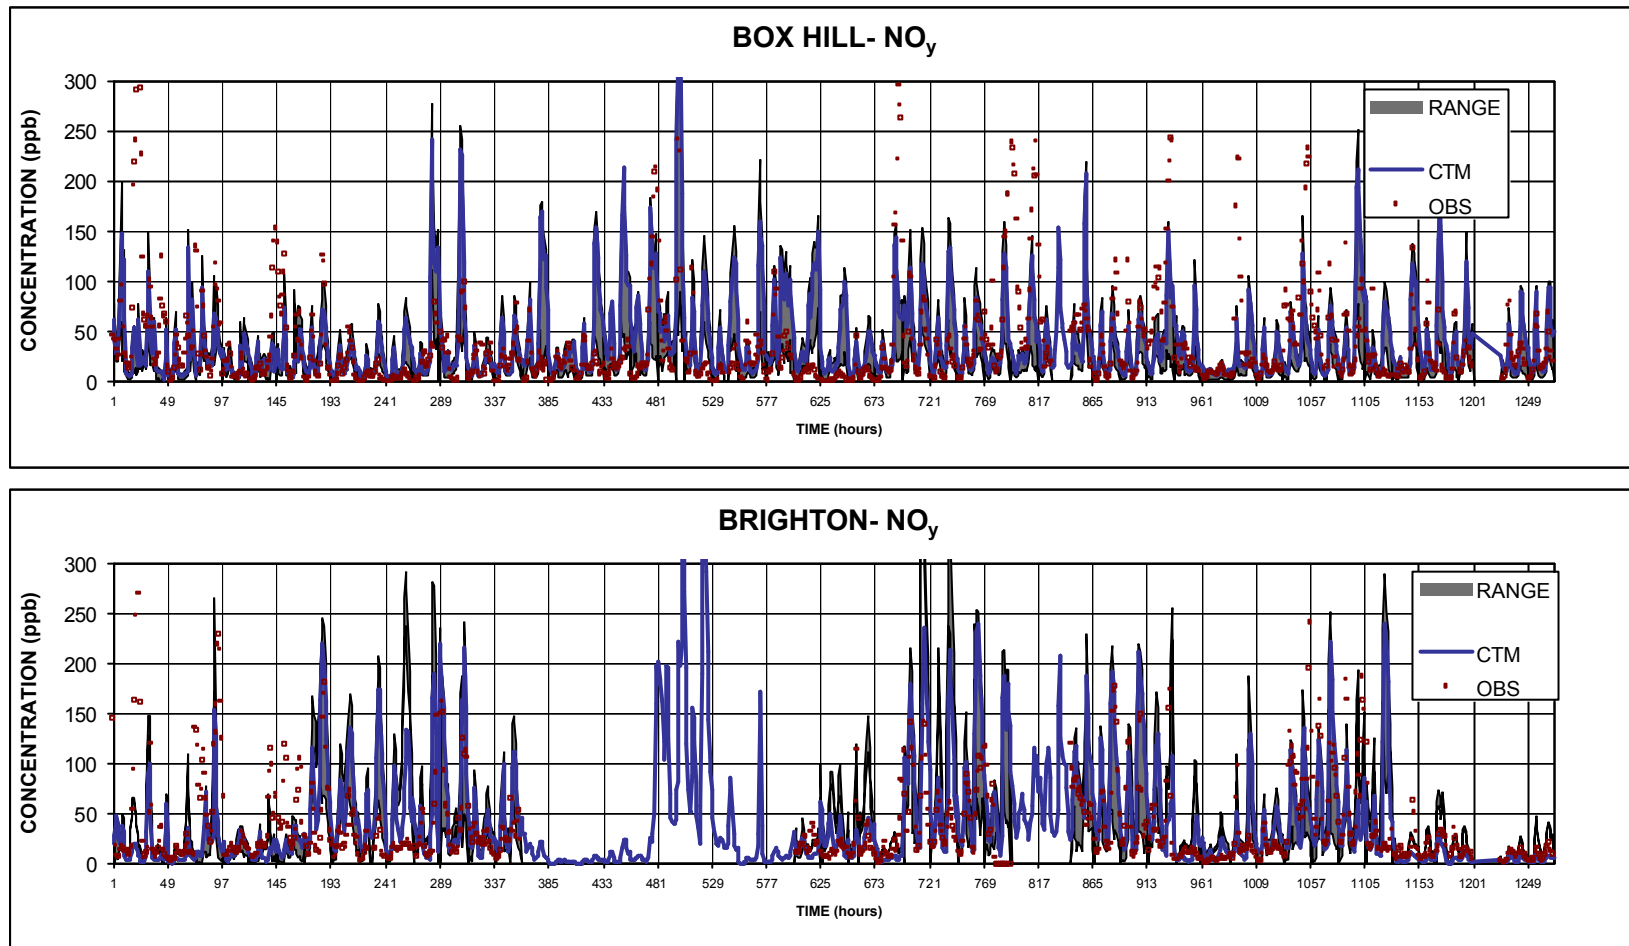 BOX HILL- NOy
CONCENTRATION (ppb)
300
250
200
150
100
50
0
RANGE
CTM
OBS
1 49 97 145 193 241 289 337 385 433 481 529 577 625 673 721 769 817 865 913 961 1009 1057 1105 1153 1201 1249
TIME (hours)
BRIGHTON- NOy
CONCENTRATION (ppb)
300
250
200
150
100
50
0
RANGE
CTM
OBS
1 49 97 145 193 241 289 337 385 433 481 529 577 625 673 721 769 817 865 913 961 1009 1057 1105 1153 1201 1249
TIME (hours)